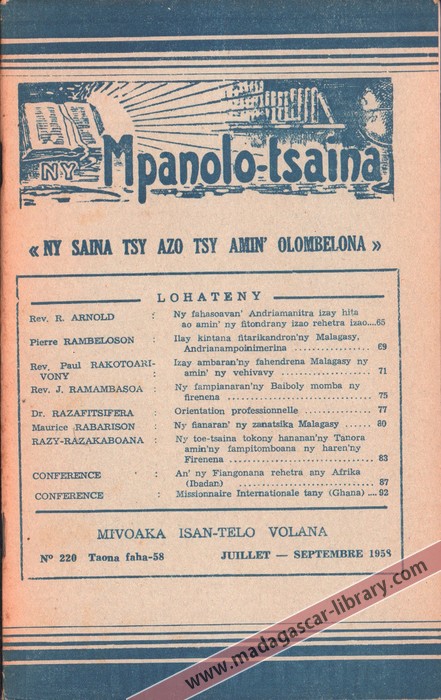 NY Mpanolo-tsaina
« NY SAINA TSY AZO TSY AMIN' OLOMBELONA »
LOHATENY
Rev. R. ARNOLD : Ny fahasoavan' Andriamanitra izay hita
ao amin' ny fitondrany izao rehetra izao....65
Pierre RAMBELOSON : Ilay kintana fitarikandron'ny Malagasy,
Andrianampoinimerina .................... 69
Rev. Paul RAKOTOARI-
VONY : Izay ambaran'ny fahendrena Malagasy ny
amin' ny vehivavy .................... 71
Rev. J. RAMAMBASOA : Ny fampianaran'ny Baiboly momba ny
firenena .................... 75
Dr. RAZAFITSIFERA : Orientation professionnelle .......... 77
Maurice RABARISON : Ny fianaran' ny zanatsika Malagasy ...... 80
RAZY-RAZAKABOANA : Ny toe-tsaina tokony hananan'ny Tanora
amin'ny fampitomboana ny haren'ny
Firenena .................... 83
CONFERENCE : An' ny Fiangonana rehetra any Afrika
(Ibadan) .................... 87
CONFERENCE : Missionnaire Internationale tany (Ghana) .... 92
MIVOAKA ISAN-TELO VOLANA
Nº 220 Taona faha-58 JUILLET — SEPTEMBRE 1958
www.madagascar-library.com